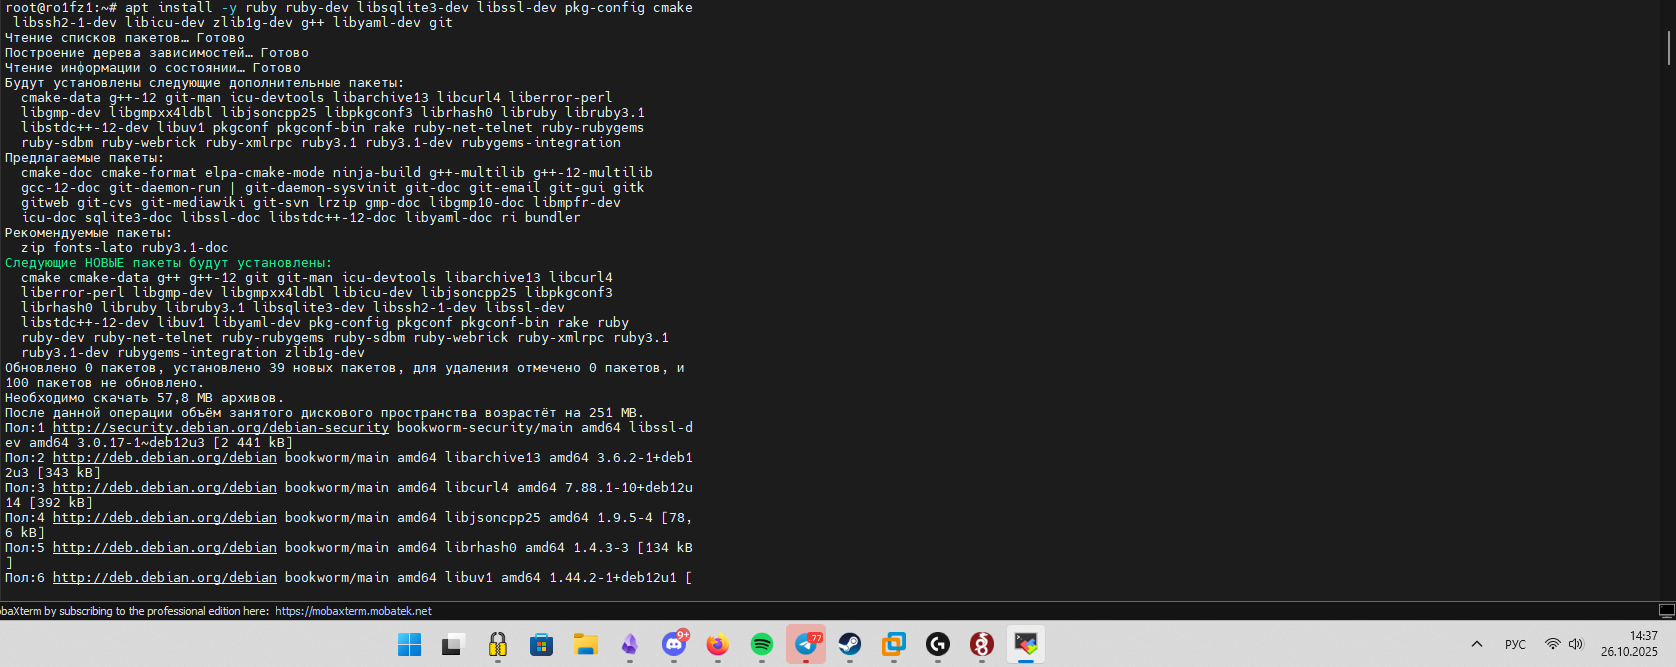 root@ro1fz1:~# apt install -y ruby ruby-dev libsqlite3-dev libssl-dev pkg-config cmake
libssh2-1-dev libicu-dev zlib1g-dev g++ libyaml-dev git
Чтение списков пакетов… Готово
Построение дерева зависимостей… Готово
Чтение информации о состоянии… Готово
Будут установлены следующие дополнительные пакеты:
cmake-data g++-12 git-man icu-devtools libarchive13 libcurl4 liberror-perl
libgmp-dev libgmpxx4ldbl libjsoncpp25 libpkgconf3 librhash0 libruby libruby3.1
libstdc++-12-dev libuv1 pkgconf pkgconf-bin rake ruby-net-telnet ruby-rubygems
ruby-sdbm ruby-webrick ruby-xmlrpc ruby3.1 ruby3.1-dev rubygems-integration
Предлагаемые пакеты:
cmake-doc cmake-format elpa-cmake-mode ninja-build g++-multilib g++-12-multilib
gcc-12-doc git-daemon-run | git-daemon-sysvinit git-doc git-email git-gui gitk
gitweb git-cvs git-mediawiki git-svn lrzip gmp-doc libgmp10-doc libmpfr-dev
icu-doc sqlite3-doc libssl-doc libstdc++-12-doc libyaml-doc ri bundler
Рекомендуемые пакеты:
zip fonts-lato ruby3.1-doc
Следующие НОВЫЕ пакеты будут установлены:
cmake cmake-data g++ g++-12 git git-man icu-devtools libarchive13 libcurl4
liberror-perl libgmp-dev libgmpxx4ldbl libicu-dev libjsoncpp25 libpkgconf3
librhash0 libruby libruby3.1 libsqlite3-dev libssh2-1-dev libssl-dev
libstdc++-12-dev libuv1 libyaml-dev pkg-config pkgconf pkgconf-bin rake ruby
ruby-dev ruby-net-telnet ruby-rubygems ruby-sdbm ruby-webrick ruby-xmlrpc ruby3.1
ruby3.1-dev rubygems-integration zlib1g-dev
Обновлено 0 пакетов, установлено 39 новых пакетов, для удаления отмечено 0 пакетов, и
100 пакетов не обновлено.
Необходимо скачать 57,8 MB архивов.
После данной операции объём занятого дискового пространства возрастёт на 251 MB.
Пол:1 http://security.debian.org/debian-security bookworm-security/main amd64 libssl-d
ev amd64 3.0.17-1~deb12u3 [2 441 kB]
Пол:2 http://deb.debian.org/debian bookworm/main amd64 libarchive13 amd64 3.6.2-1+deb1
2u3 [343 kB]
Пол:3 http://deb.debian.org/debian bookworm/main amd64 libcurl4 amd64 7.88.1-10+deb12u
14 [392 kB]
Пол:4 http://deb.debian.org/debian bookworm/main amd64 libjsoncpp25 amd64 1.9.5-4 [78,
6 kB]
Пол:5 http://deb.debian.org/debian bookworm/main amd64 librhash0 amd64 1.4.3-3 [134 kB
]
Пол:6 http://deb.debian.org/debian bookworm/main amd64 libuv1 amd64 1.44.2-1+deb12u1 [
obaXterm by subscribing to the professional edition here: https://mobaxterm.mobatek.net
9+
77
РУС
14:37
26.10.2025